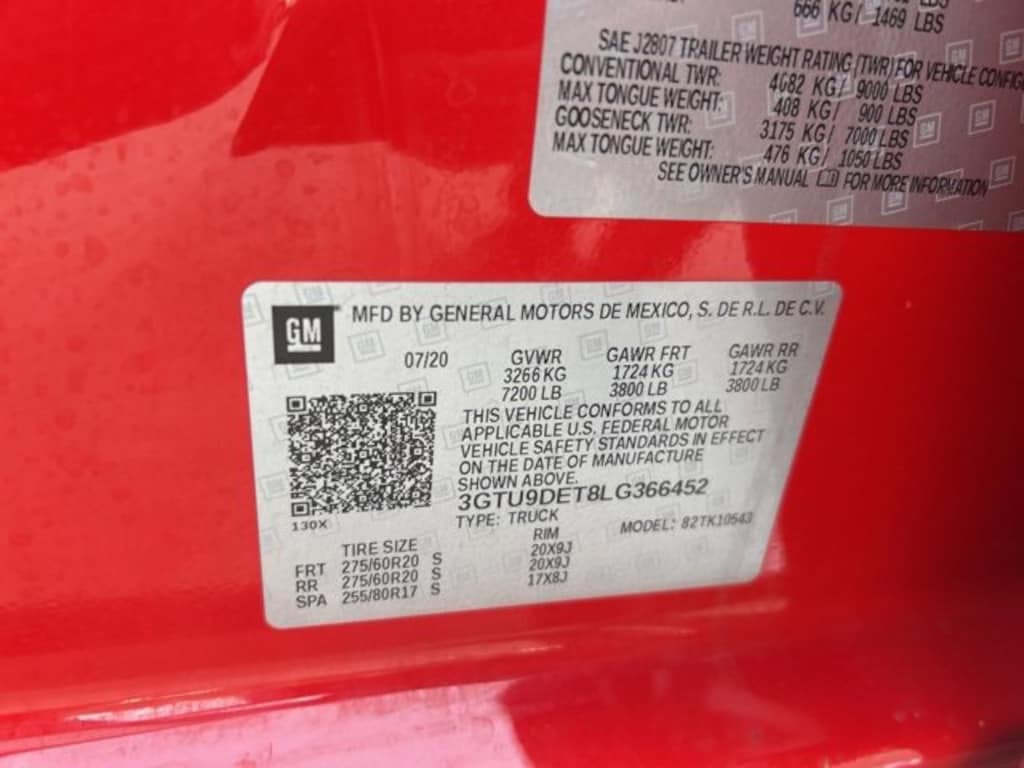 666 KG/ 1469 LBS
SAE J2807 TRAILER WEIGHT RATING (TWR) FOR VEHICLE
CONVENTIONAL TWR: 4082 KG/ 9000 LBS
MAX TONGUE WEIGHT: 408 KG/ 900 LBS
GOOSENECK TWR: 3175 KG/ 7000 LBS
MAX TONGUE WEIGHT: 476 KG/ 1050 LBS
SEE OWNER'S MANUAL FOR MORE INFORMATION
GM MFD BY GENERAL MOTORS DE MEXICO, S. DE R.L. DE C.V.
07/20 GVWR GAWR FRT GAWR RR
3266 KG 1724 KG 1724 KG
7200 LB 3800 LB 3800 LB
THIS VEHICLE CONFORMS TO ALL
APPLICABLE U.S. FEDERAL MOTOR
VEHICLE SAFETY STANDARDS IN EFFECT
ON THE DATE OF MANUFACTURE
SHOWN ABOVE.
3GTU9DET8LG366452
130X
TYPE: TRUCK MODEL: 82TK10543
TIRE SIZE RIM
FRT 275/60R20 S 20X9J
RR 275/60R20 S 20X9J
SPA 255/80R17 S 17X8J